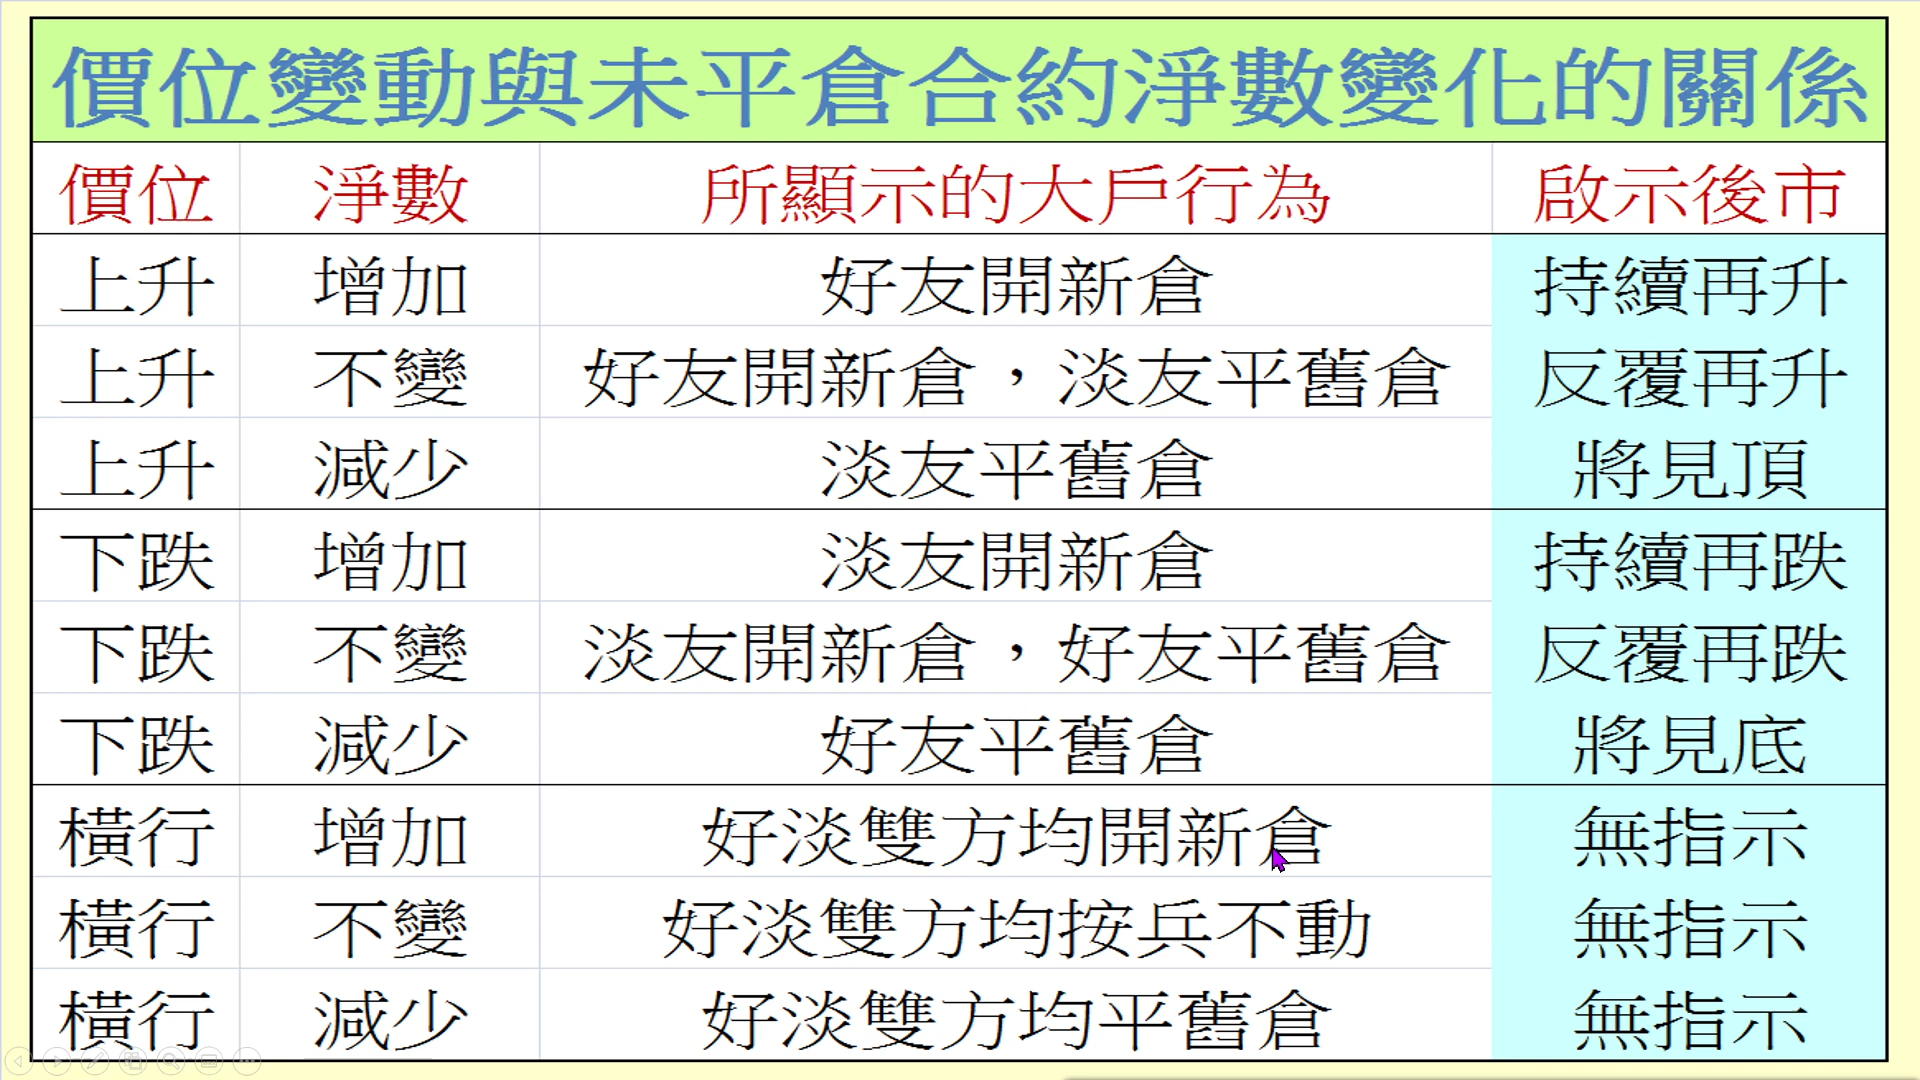 價位變動與未平倉合約淨數變化的關係
價位 淨數 所顯示的大戶行為 啟示後市
上升 增加 好友開新倉 持續再升
上升 不變 好友開新倉，淡友平舊倉 反覆再升
上升 減少 淡友平舊倉 將見頂
下跌 增加 淡友開新倉 持續再跌
下跌 不變 淡友開新倉，好友平舊倉 反覆再跌
下跌 減少 好友平舊倉 將見底
橫行 增加 好淡雙方均開新倉 無指示
橫行 不變 好淡雙方均按兵不動 無指示
橫行 減少 好淡雙方均平舊倉 無指示